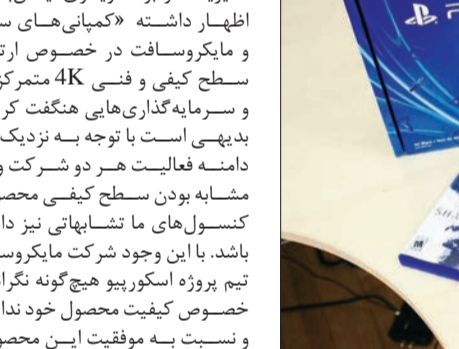 اظهار داشته «کمپانی‌های س
و مایکروسافت در خصوص ارت
سطح کیفی و فنی 4K متمرکز
و سرمایه‌گذاری‌هایی هنگفت کر
بدیهی است با توجه به نزدیک
دامنه فعالیت هر دو شرکت و
مشابه بودن سطح کیفی محص
کنسول‌های ما تشابهاتی نیز دا
باشد. با این وجود شرکت مایکروس
تیم پروژه اسکورپیو هیچ‌گونه نگرا
خصوص کیفیت محصول خود ندا
و نسبت به موفقیت این محصو